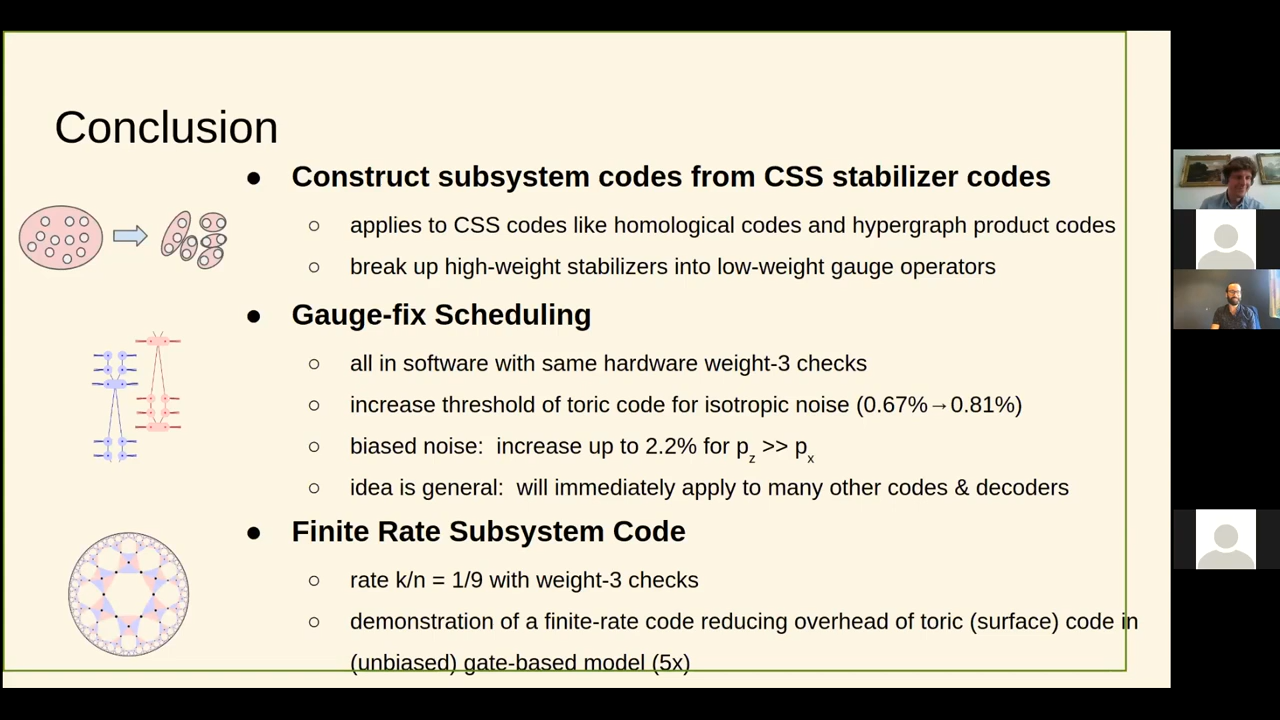 Conclusion
● Construct subsystem codes from CSS stabilizer codes
○ applies to CSS codes like homological codes and hypergraph product codes
○ break up high-weight stabilizers into low-weight gauge operators
● Gauge-fix Scheduling
○ all in software with same hardware weight-3 checks
○ increase threshold of toric code for isotropic noise (0.67%→0.81%)
○ biased noise: increase up to 2.2% for pz >> px
○ idea is general: will immediately apply to many other codes & decoders
● Finite Rate Subsystem Code
○ rate k/n = 1/9 with weight-3 checks
○ demonstration of a finite-rate code reducing overhead of toric (surface) code in
(unbiased) gate-based model (5x)